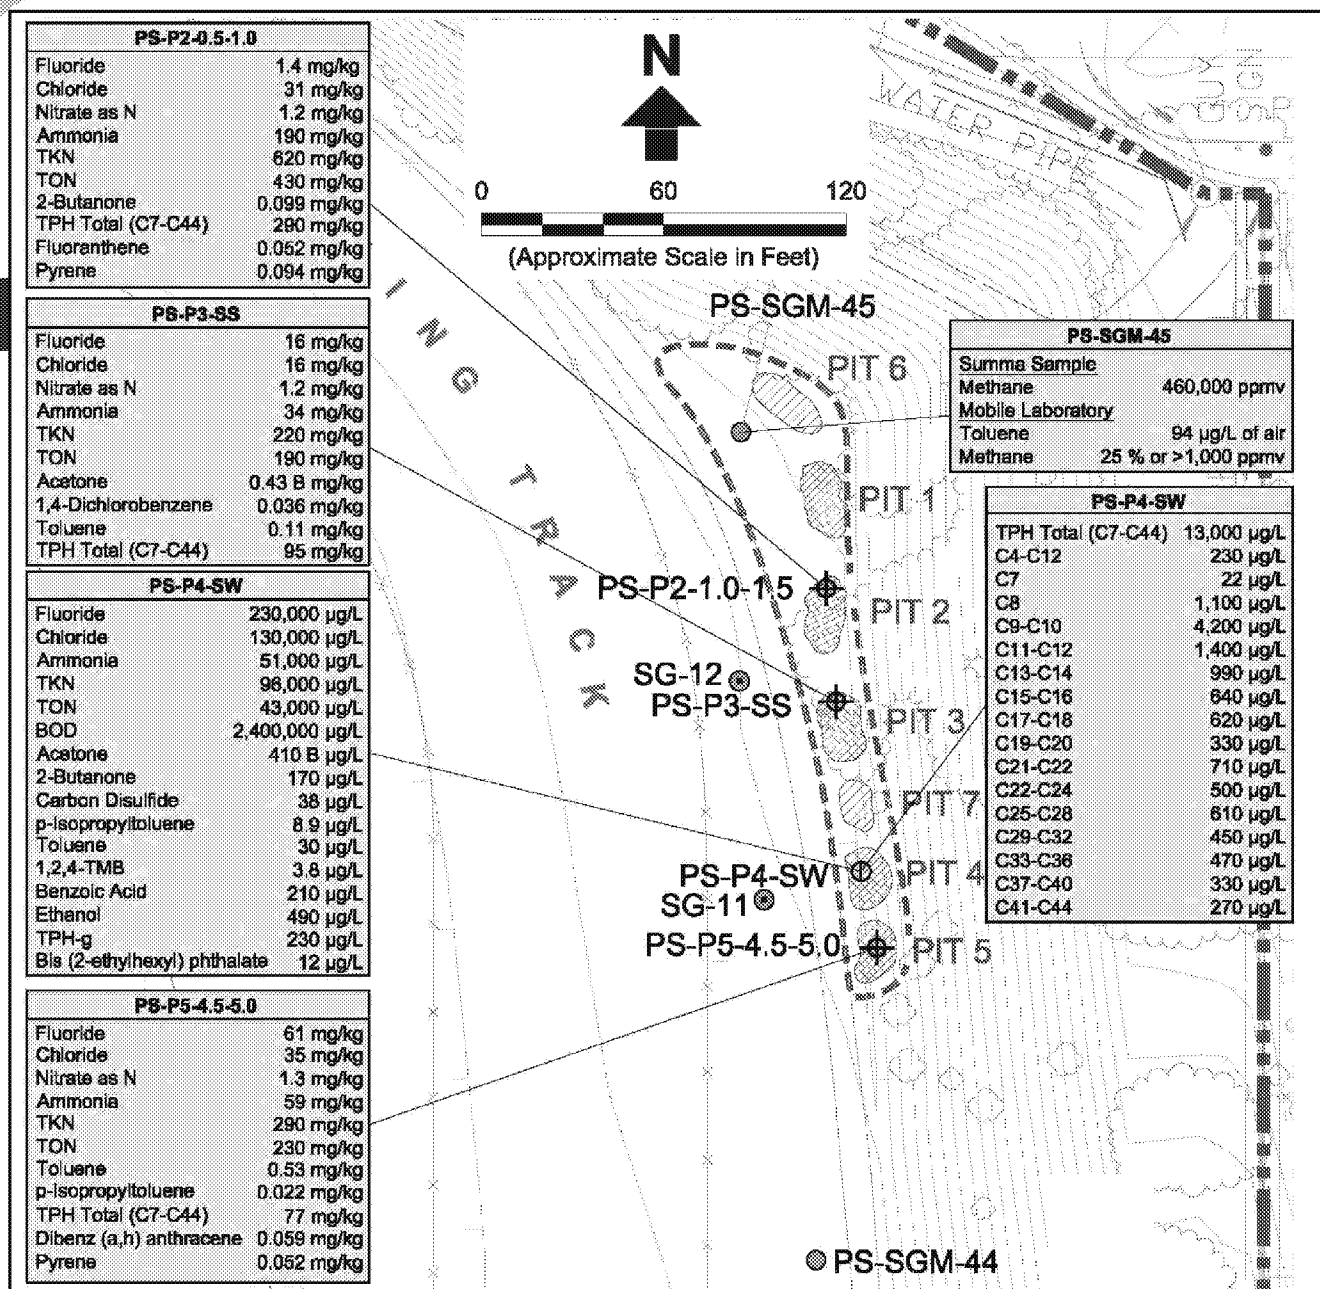 PS-P2-0.5-1.0
Fluoride 1.4 mg/kg
Chloride 31 mg/kg
Nitrate as N 1.2 mg/kg
Ammonia 190 mg/kg
TKN 620 mg/kg
TON 430 mg/kg
2-Butanone 0.099 mg/kg
TPH Total (C7-C44) 290 mg/kg
Fluoranthene 0.052 mg/kg
Pyrene 0.094 mg/kg
PS-P3-SS
Fluoride 16 mg/kg
Chloride 16 mg/kg
Nitrate as N 1.2 mg/kg
Ammonia 34 mg/kg
TKN 220 mg/kg
TON 190 mg/kg
Acetone 0.43 B mg/kg
1,4-Dichlorobenzene 0.036 mg/kg
Toluene 0.11 mg/kg
TPH Total (C7-C44) 95 mg/kg
PS-P4-SW
Fluoride 230,000 µg/L
Chloride 130,000 µg/L
Ammonia 51,000 µg/L
TKN 96,000 µg/L
TON 43,000 µg/L
BOD 2,400,000 µg/L
Acetone 410 B µg/L
2-Butanone 170 µg/L
Carbon Disulfide 38 µg/L
p-Isopropyltoluene 8.9 µg/L
Toluene 30 µg/L
1,2,4-TMB 3.8 µg/L
Benzoic Acid 210 µg/L
Ethanol 490 µg/L
TPH-g 230 µg/L
Bis (2-ethylhexyl) phthalate 12 µg/L
PS-P5-4.5-5.0
Fluoride 61 mg/kg
Chloride 35 mg/kg
Nitrate as N 1.3 mg/kg
Ammonia 59 mg/kg
TKN 290 mg/kg
TON 230 mg/kg
Toluene 0.53 mg/kg
p-Isopropyltoluene 0.022 mg/kg
TPH Total (C7-C44) 77 mg/kg
Dibenz (a,h) anthracene 0.059 mg/kg
Pyrene 0.052 mg/kg
N
0 60 120
(Approximate Scale in Feet)
WATER PIPE
GUY
SIGN
ING TRACK
PS-SGM-45
PIT 6
PIT 1
PS-P2-1.0-1.5
PIT 2
SG-12
PS-P3-SS
PIT 3
PIT 7
PS-P4-SW
PIT 4
SG-11
PS-P5-4.5-5.0
PIT 5
PS-SGM-44
PS-SGM-45
Summa Sample
Methane 460,000 ppmv
Mobile Laboratory
Toluene 94 µg/L of air
Methane 25 % or >1,000 ppmv
PS-P4-SW
TPH Total (C7-C44) 13,000 µg/L
C4-C12 230 µg/L
C7 22 µg/L
C8 1,100 µg/L
C9-C10 4,200 µg/L
C11-C12 1,400 µg/L
C13-C14 990 µg/L
C15-C16 640 µg/L
C17-C18 620 µg/L
C19-C20 330 µg/L
C21-C22 710 µg/L
C22-C24 500 µg/L
C25-C28 610 µg/L
C29-C32 450 µg/L
C33-C36 470 µg/L
C37-C40 330 µg/L
C41-C44 270 µg/L